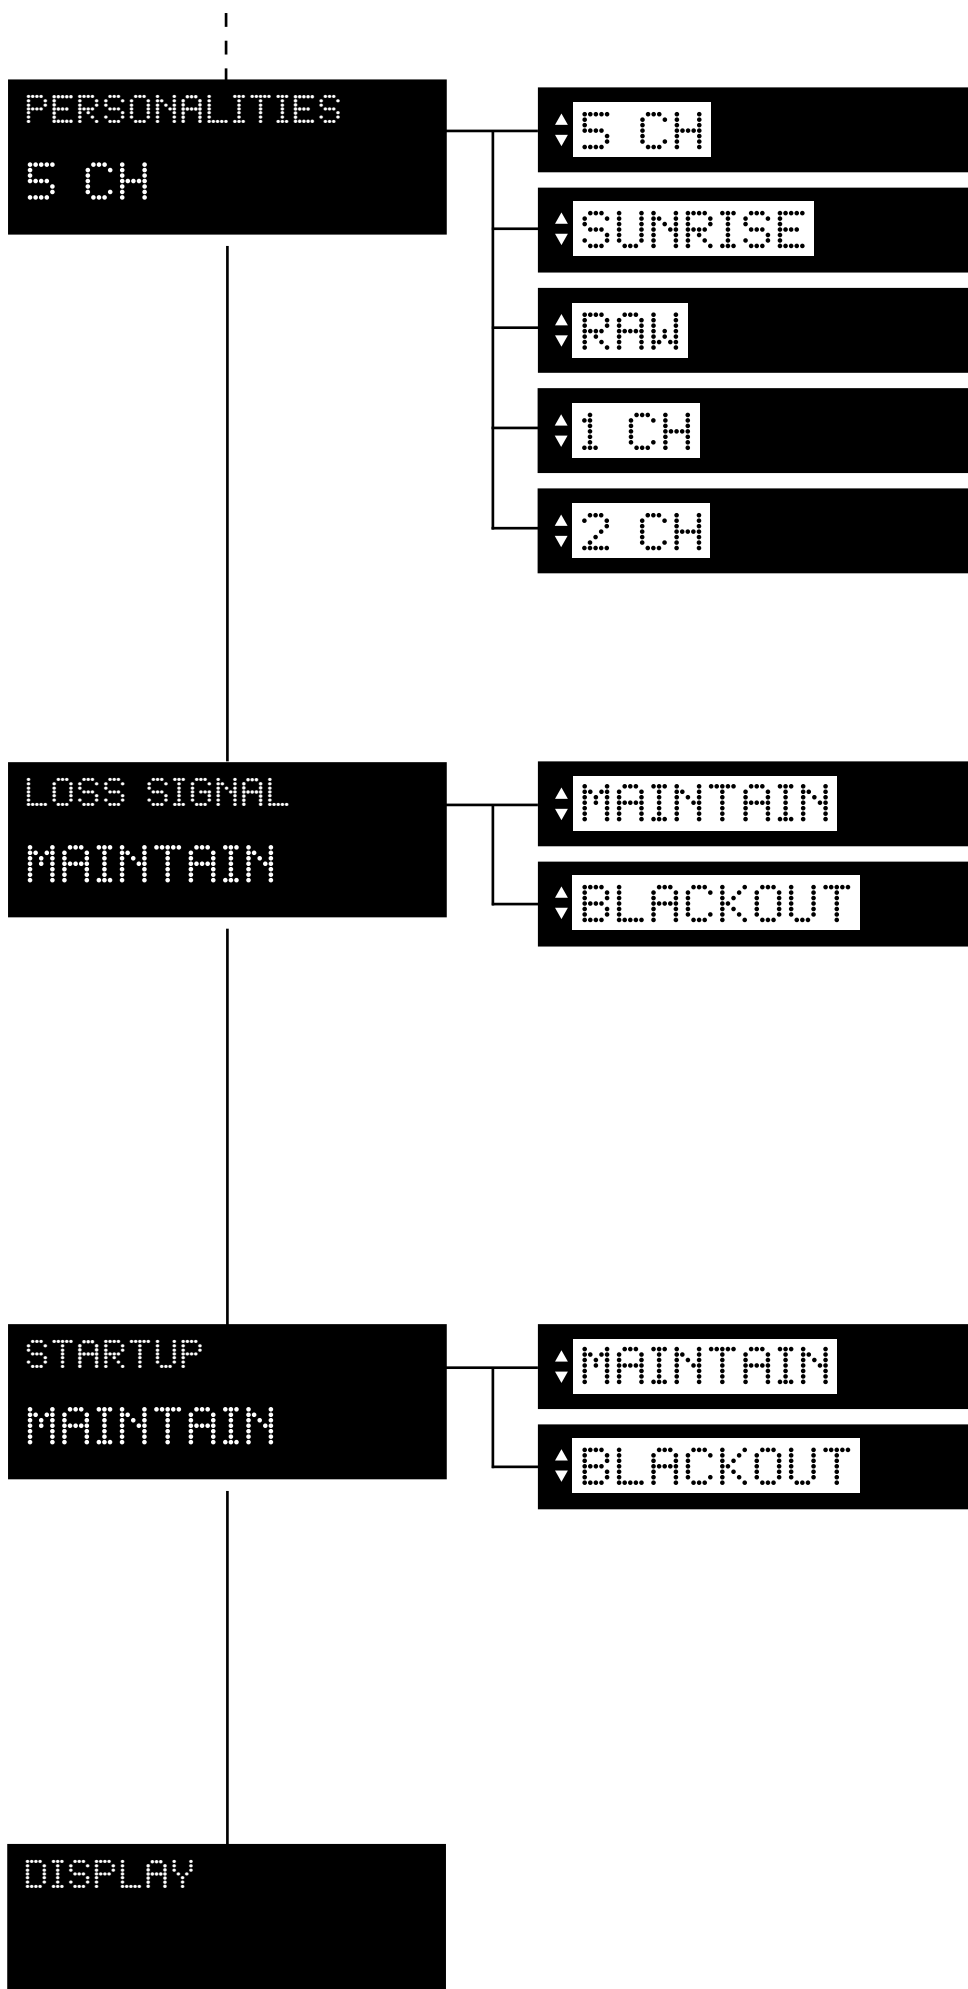 PERSONALITIES
5 CH
5 CH
SUNRISE
RAW
1 CH
2 CH
LOSS SIGNAL
MAINTAIN
MAINTAIN
BLACKOUT
STARTUP
MAINTAIN
MAINTAIN
BLACKOUT
DISPLAY